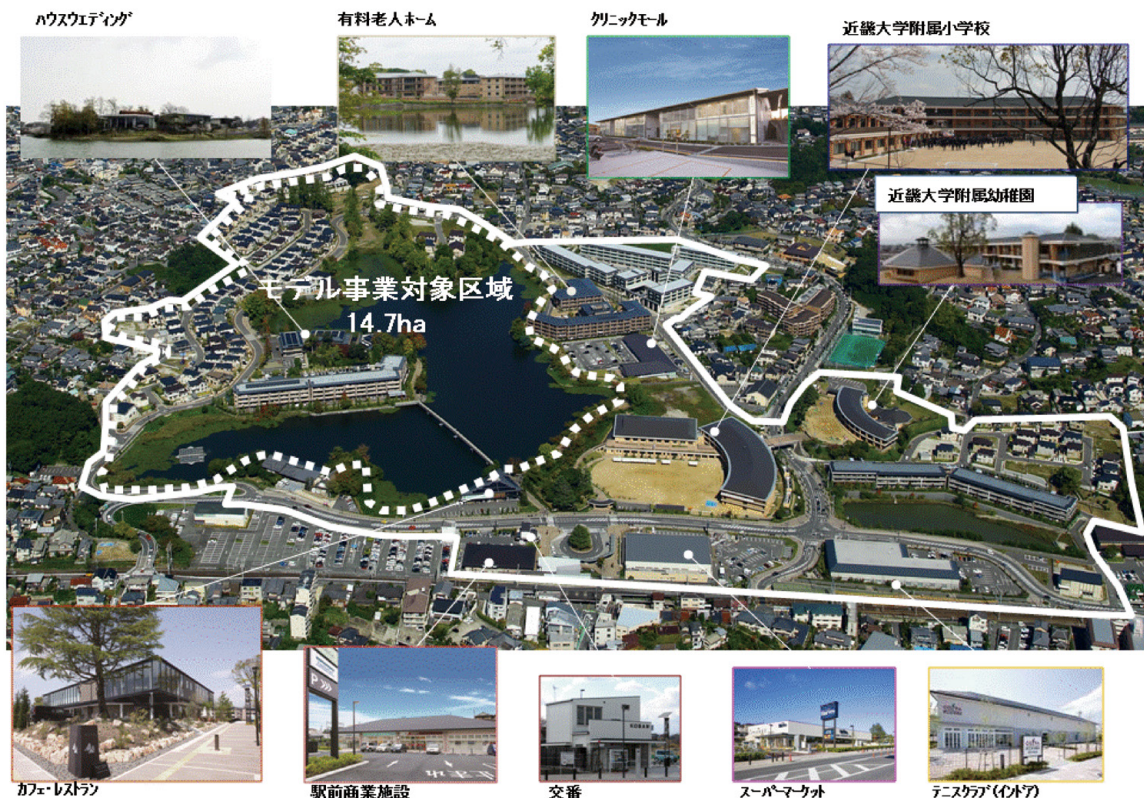 ハウスウェディング
有料老人ホーム
クリニックモール
近畿大学附属小学校
近畿大学附属幼稚園
モデル事業対象区域
14.7ha
カフェ・レストラン
駅前商業施設
交番
スーパーマーケット
テニスクラブ(インドア)